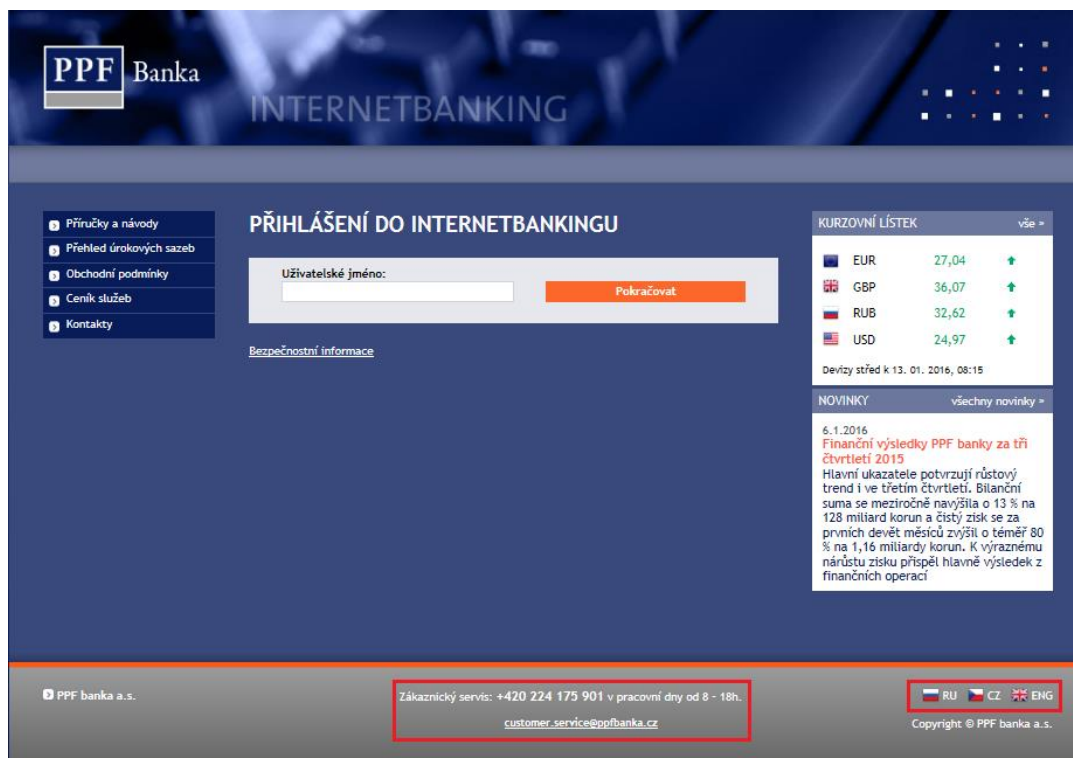 PPF Banka
INTERNETBANKING
Příručky a návody
Přehled úrokových sazeb
Obchodní podmínky
Ceník služeb
Kontakty
PŘIHLÁŠENÍ DO INTERNETBANKINGU
Uživatelské jméno:
Pokračovat
Bezpečnostní informace
KURZOVNÍ LÍSTEK vše »
EUR 27,04
GBP 36,07
RUB 32,62
USD 24,97
Devizy střed k 13. 01. 2016, 08:15
NOVINKY všechny novinky »
6.1.2016
Finanční výsledky PPF banky za tři
čtvrtletí 2015
Hlavní ukazatele potvrzují růstový
trend i ve třetím čtvrtletí. Bilanční
suma se meziročně navýšila o 13 % na
128 miliard korun a čistý zisk se za
prvních devět měsíců zvýšil o téměř 80
% na 1,16 miliardy korun. K výraznému
nárůstu zisku přispěl hlavně výsledek z
finančních operací
PPF banka a.s.
Zákaznický servis: +420 224 175 901 v pracovní dny od 8 - 18h.
customer.service@ppfbanka.cz
RU CZ ENG
Copyright © PPF banka a.s.